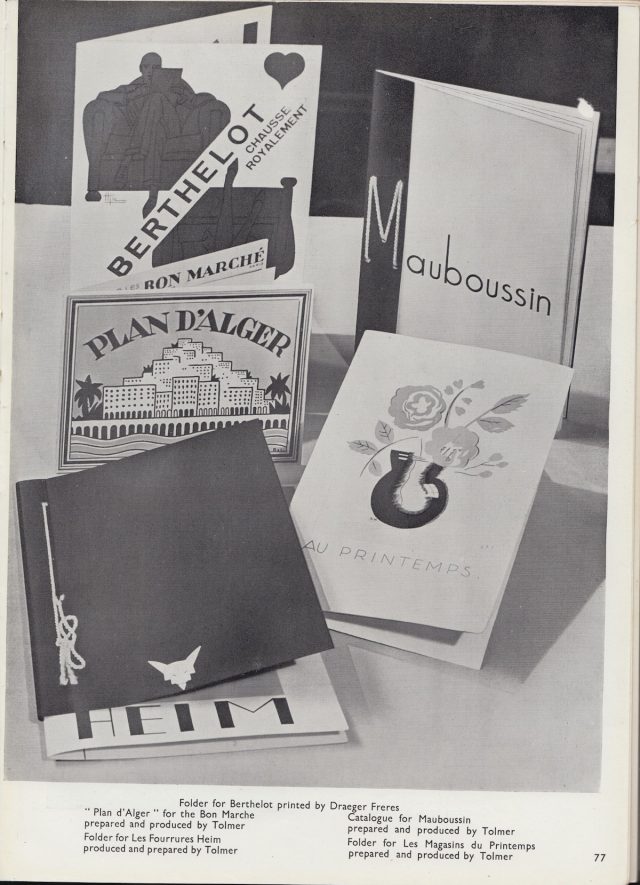 BERTHELOT
CHAUSSE
ROYALEMENT
LES BON MARCHÉ
PLAN D'ALGER
Mauboussin
AU PRINTEMPS.
HEIM
Folder for Berthelot printed by Draeger Freres
" Plan d'Alger " for the Bon Marche
prepared and produced by Tolmer
Folder for Les Fourrures Heim
produced and prepared by Tolmer
Catalogue for Mauboussin
prepared and produced by Tolmer
Folder for Les Magasins du Printemps
prepared and produced by Tolmer
77